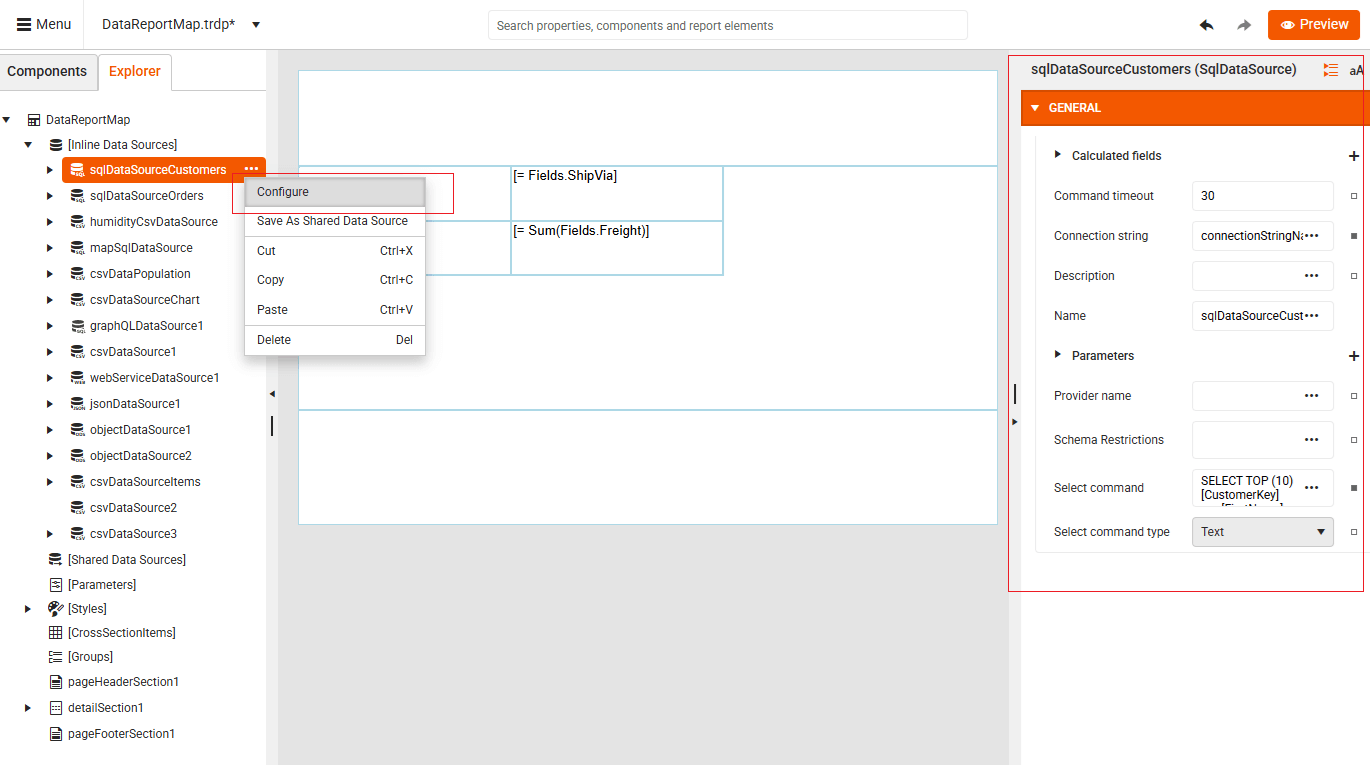 Menu
DataReportMap.trdp*
Search properties, components and report elements
Preview
Components
Explorer
DataReportMap
[Inline Data Sources]
sqlDataSourceCustomers
sqlDataSourceOrders
humidityCsvDataSource
mapSqlDataSource
csvDataPopulation
csvDataSourceChart
graphQLDataSource1
csvDataSource1
webServiceDataSource1
jsonDataSource1
objectDataSource1
objectDataSource2
csvDataSourceItems
csvDataSource2
csvDataSource3
[Shared Data Sources]
[Parameters]
[Styles]
[CrossSectionItems]
[Groups]
pageHeaderSection1
detailSection1
pageFooterSection1
Configure
Save As Shared Data Source
Cut Ctrl+X
Copy Ctrl+C
Paste Ctrl+V
Delete Del
[= Fields.ShipVia]
[= Sum(Fields.Freight)]
sqlDataSourceCustomers (SqlDataSource)
aA
GENERAL
Calculated fields
Command timeout 30
Connection string connectionStringNa
Description
Name sqlDataSourceCust
Parameters
Provider name
Schema Restrictions
Select command SELECT TOP (10)
[CustomerKey]
Select command type Text